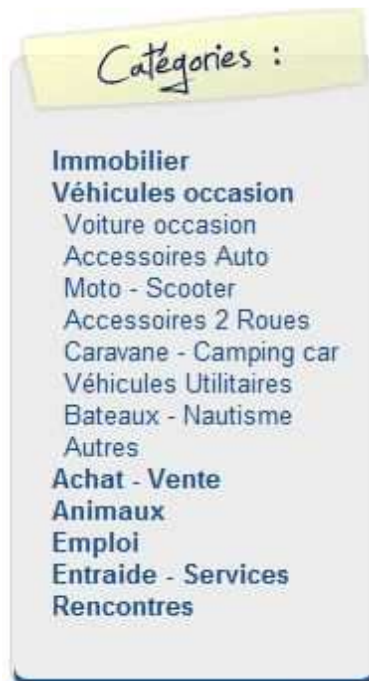 Catégories :
Immobilier
Véhicules occasion
Voiture occasion
Accessoires Auto
Moto - Scooter
Accessoires 2 Roues
Caravane - Camping car
Véhicules Utilitaires
Bateaux - Nautisme
Autres
Achat - Vente
Animaux
Emploi
Entraide - Services
Rencontres